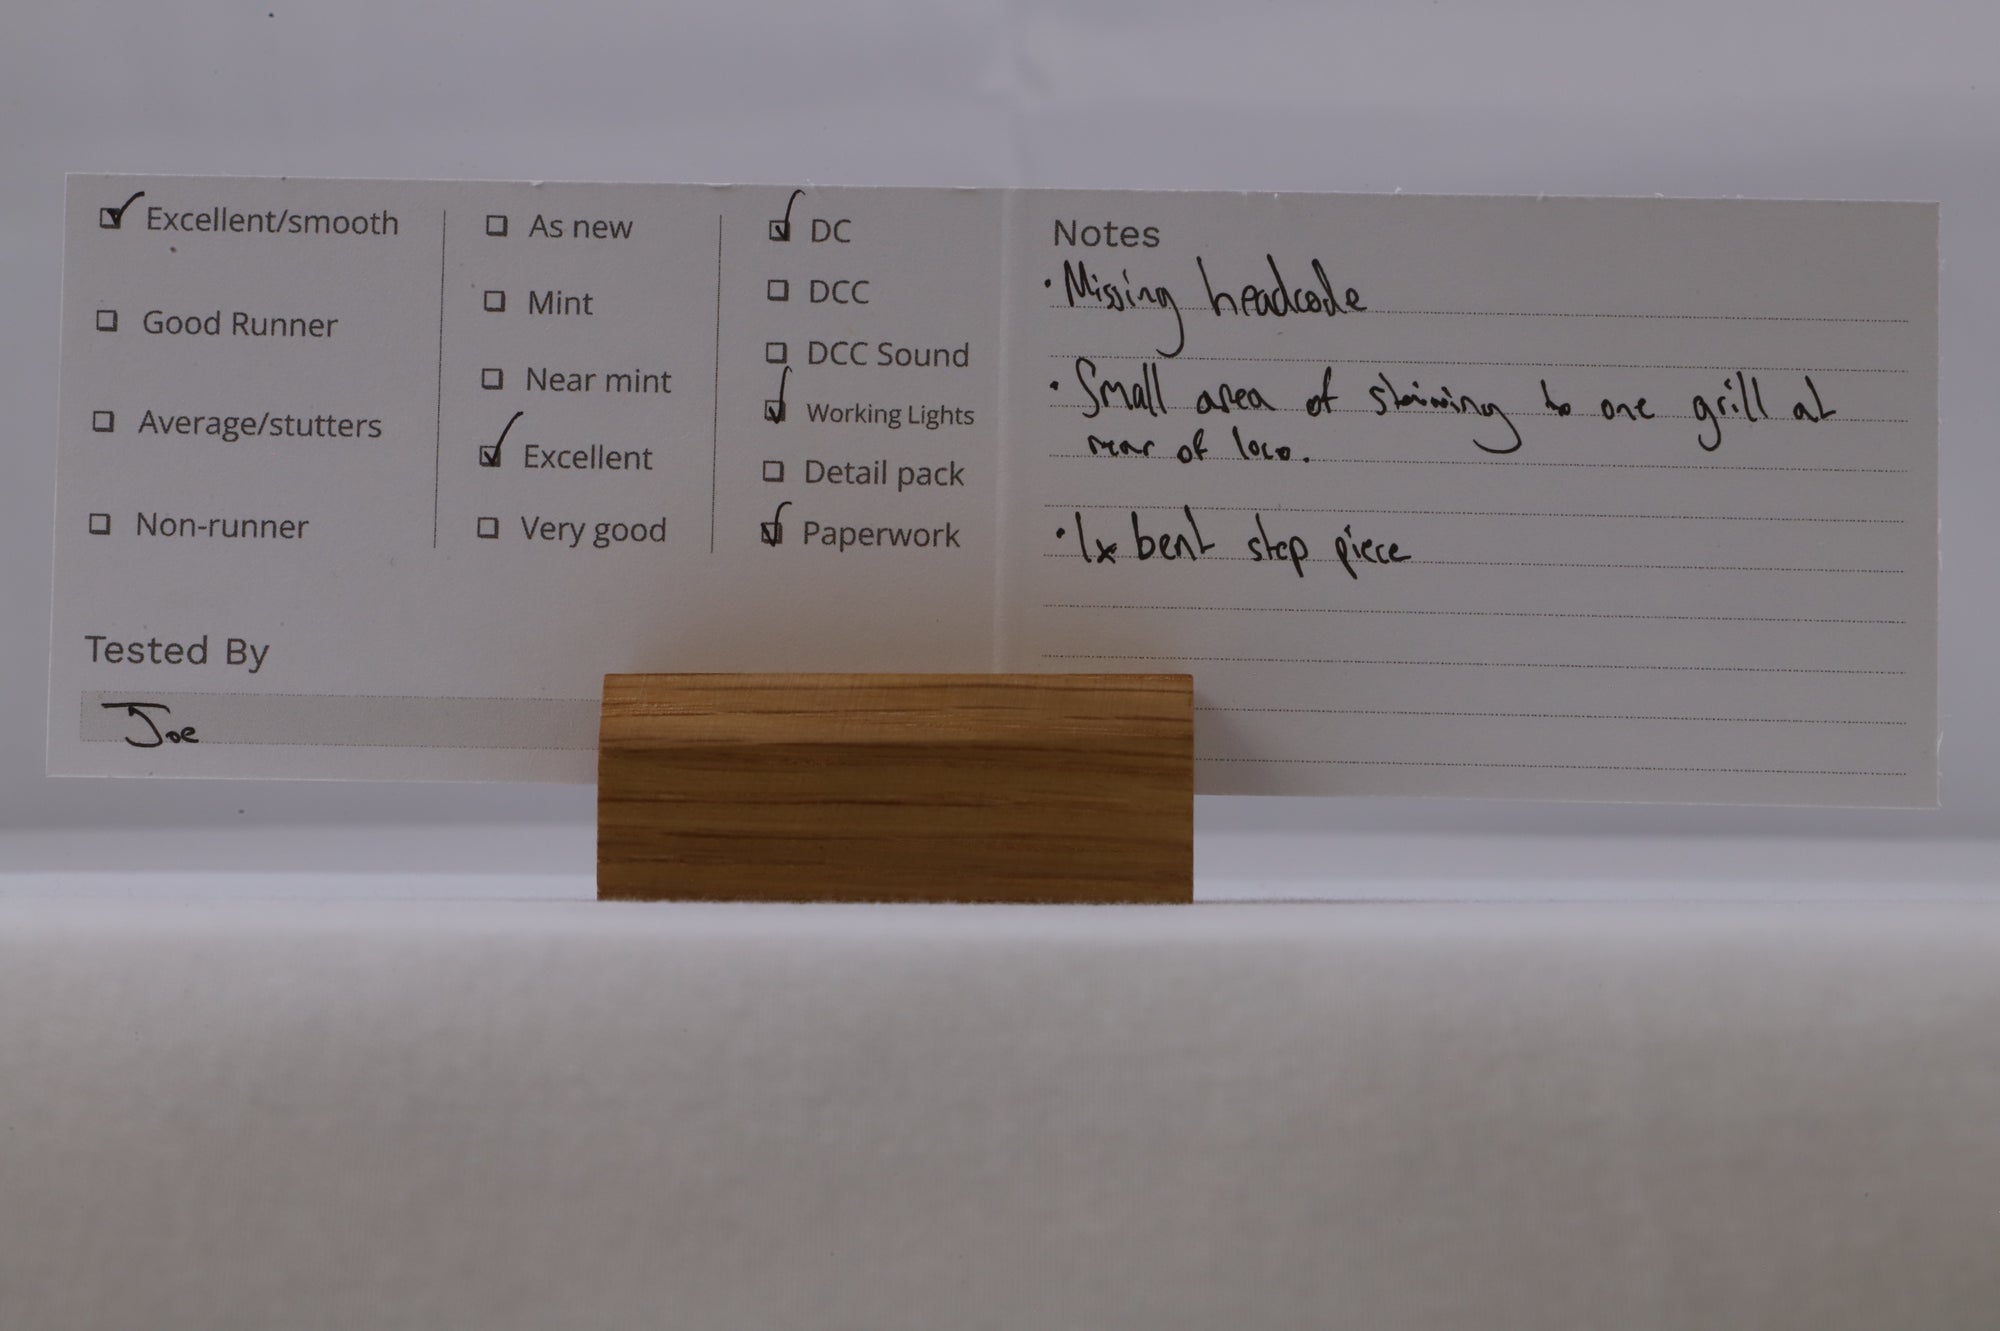 Excellent/smooth
Good Runner
Average/stutters
Non-runner
As new
Mint
Near mint
Excellent
Very good
DC
DCC
DCC Sound
Working Lights
Detail pack
Paperwork
Tested By
Joe
Notes
• Missing headcode
• Small area of staining to one grill at
rear of loco.
• 1x bent step piece